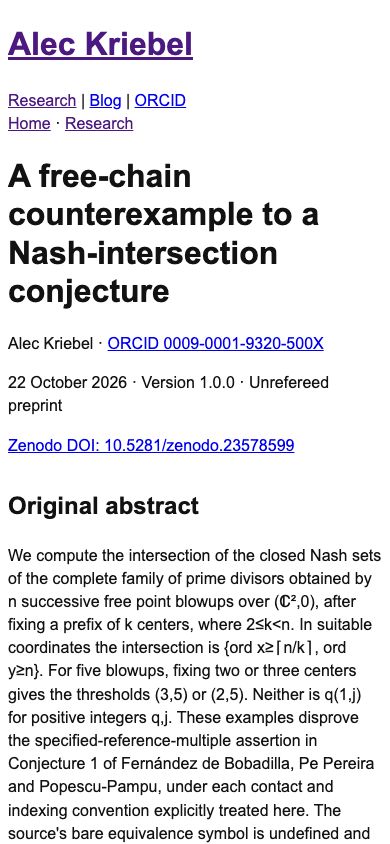 Alec Kriebel
Research | Blog | ORCID
Home · Research
A free-chain
counterexample to a
Nash-intersection
conjecture
Alec Kriebel · ORCID 0009-0001-9320-500X
22 October 2026 · Version 1.0.0 · Unrefereed
preprint
Zenodo DOI: 10.5281/zenodo.23578599
Original abstract
We compute the intersection of the closed Nash sets
of the complete family of prime divisors obtained by
n successive free point blowups over (ℂ²,0), after
fixing a prefix of k centers, where 2≤k<n. In suitable
coordinates the intersection is {ord x≥⌈n/k⌉, ord
y≥n}. For five blowups, fixing two or three centers
gives the thresholds (3,5) or (2,5). Neither is q(1,j)
for positive integers q,j. These examples disprove
the specified-reference-multiple assertion in
Conjecture 1 of Fernández de Bobadilla, Pe Pereira
and Popescu-Pampu, under each contact and
indexing convention explicitly treated here. The
source's bare equivalence symbol is undefined and